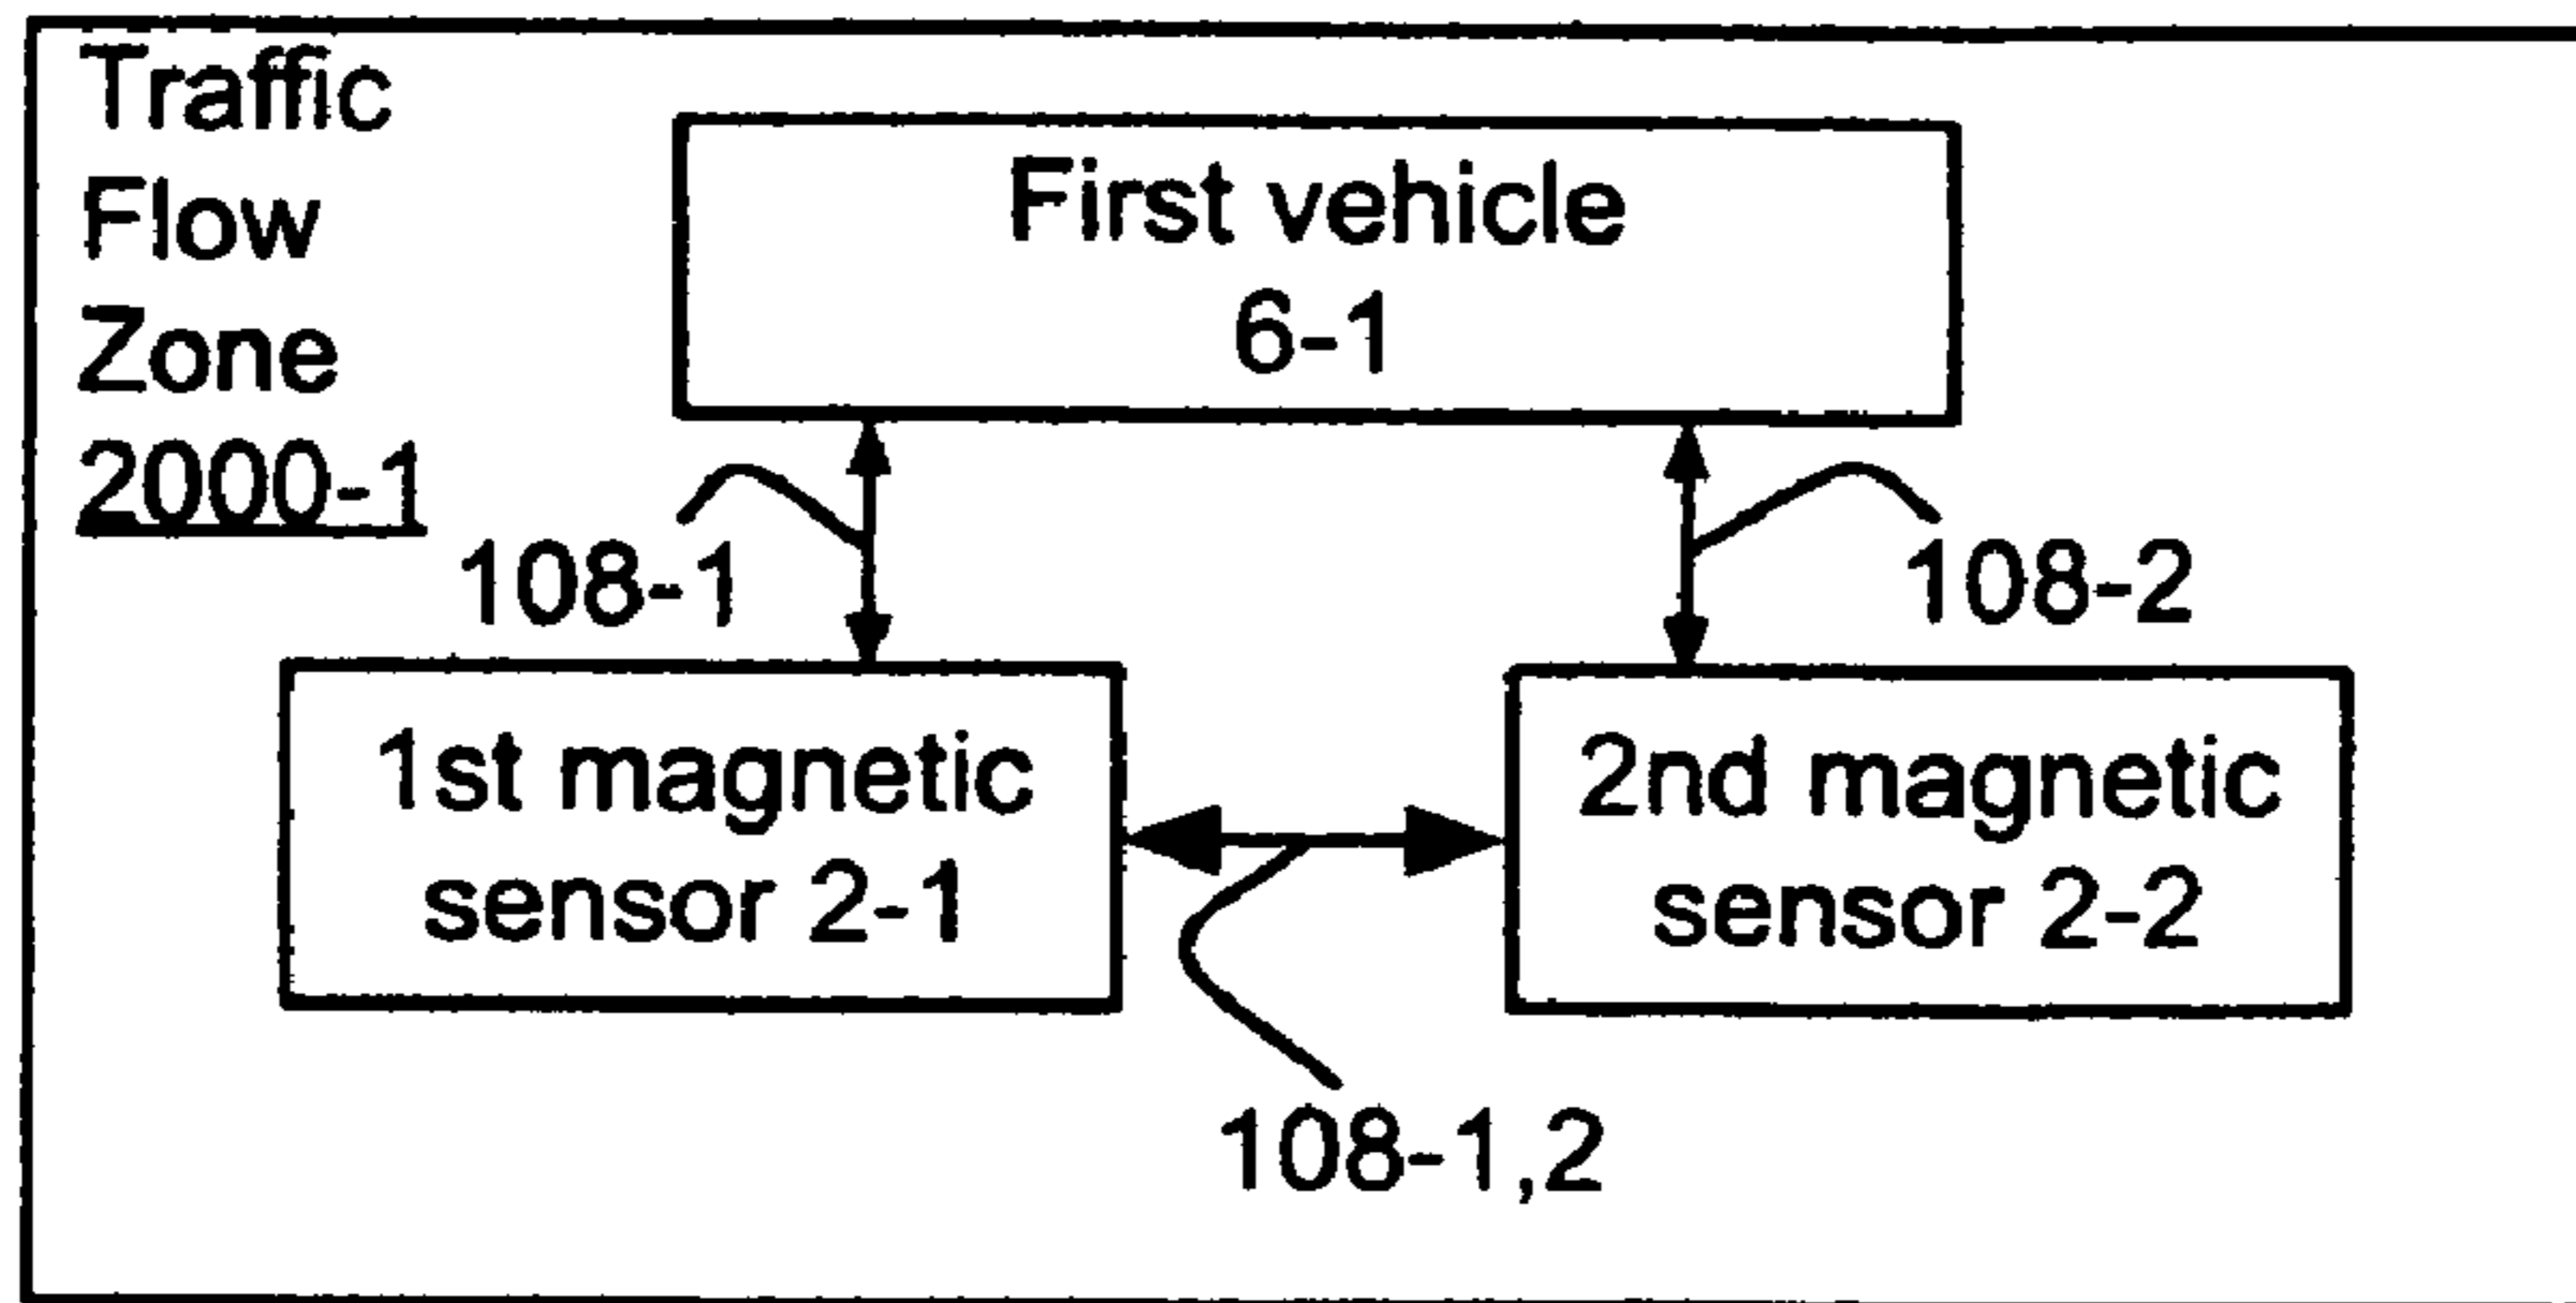 Traffic
Flow
Zone
2000-1
First vehicle
6-1
108-1
108-2
1st magnetic
sensor 2-1
2nd magnetic
sensor 2-2
108-1,2